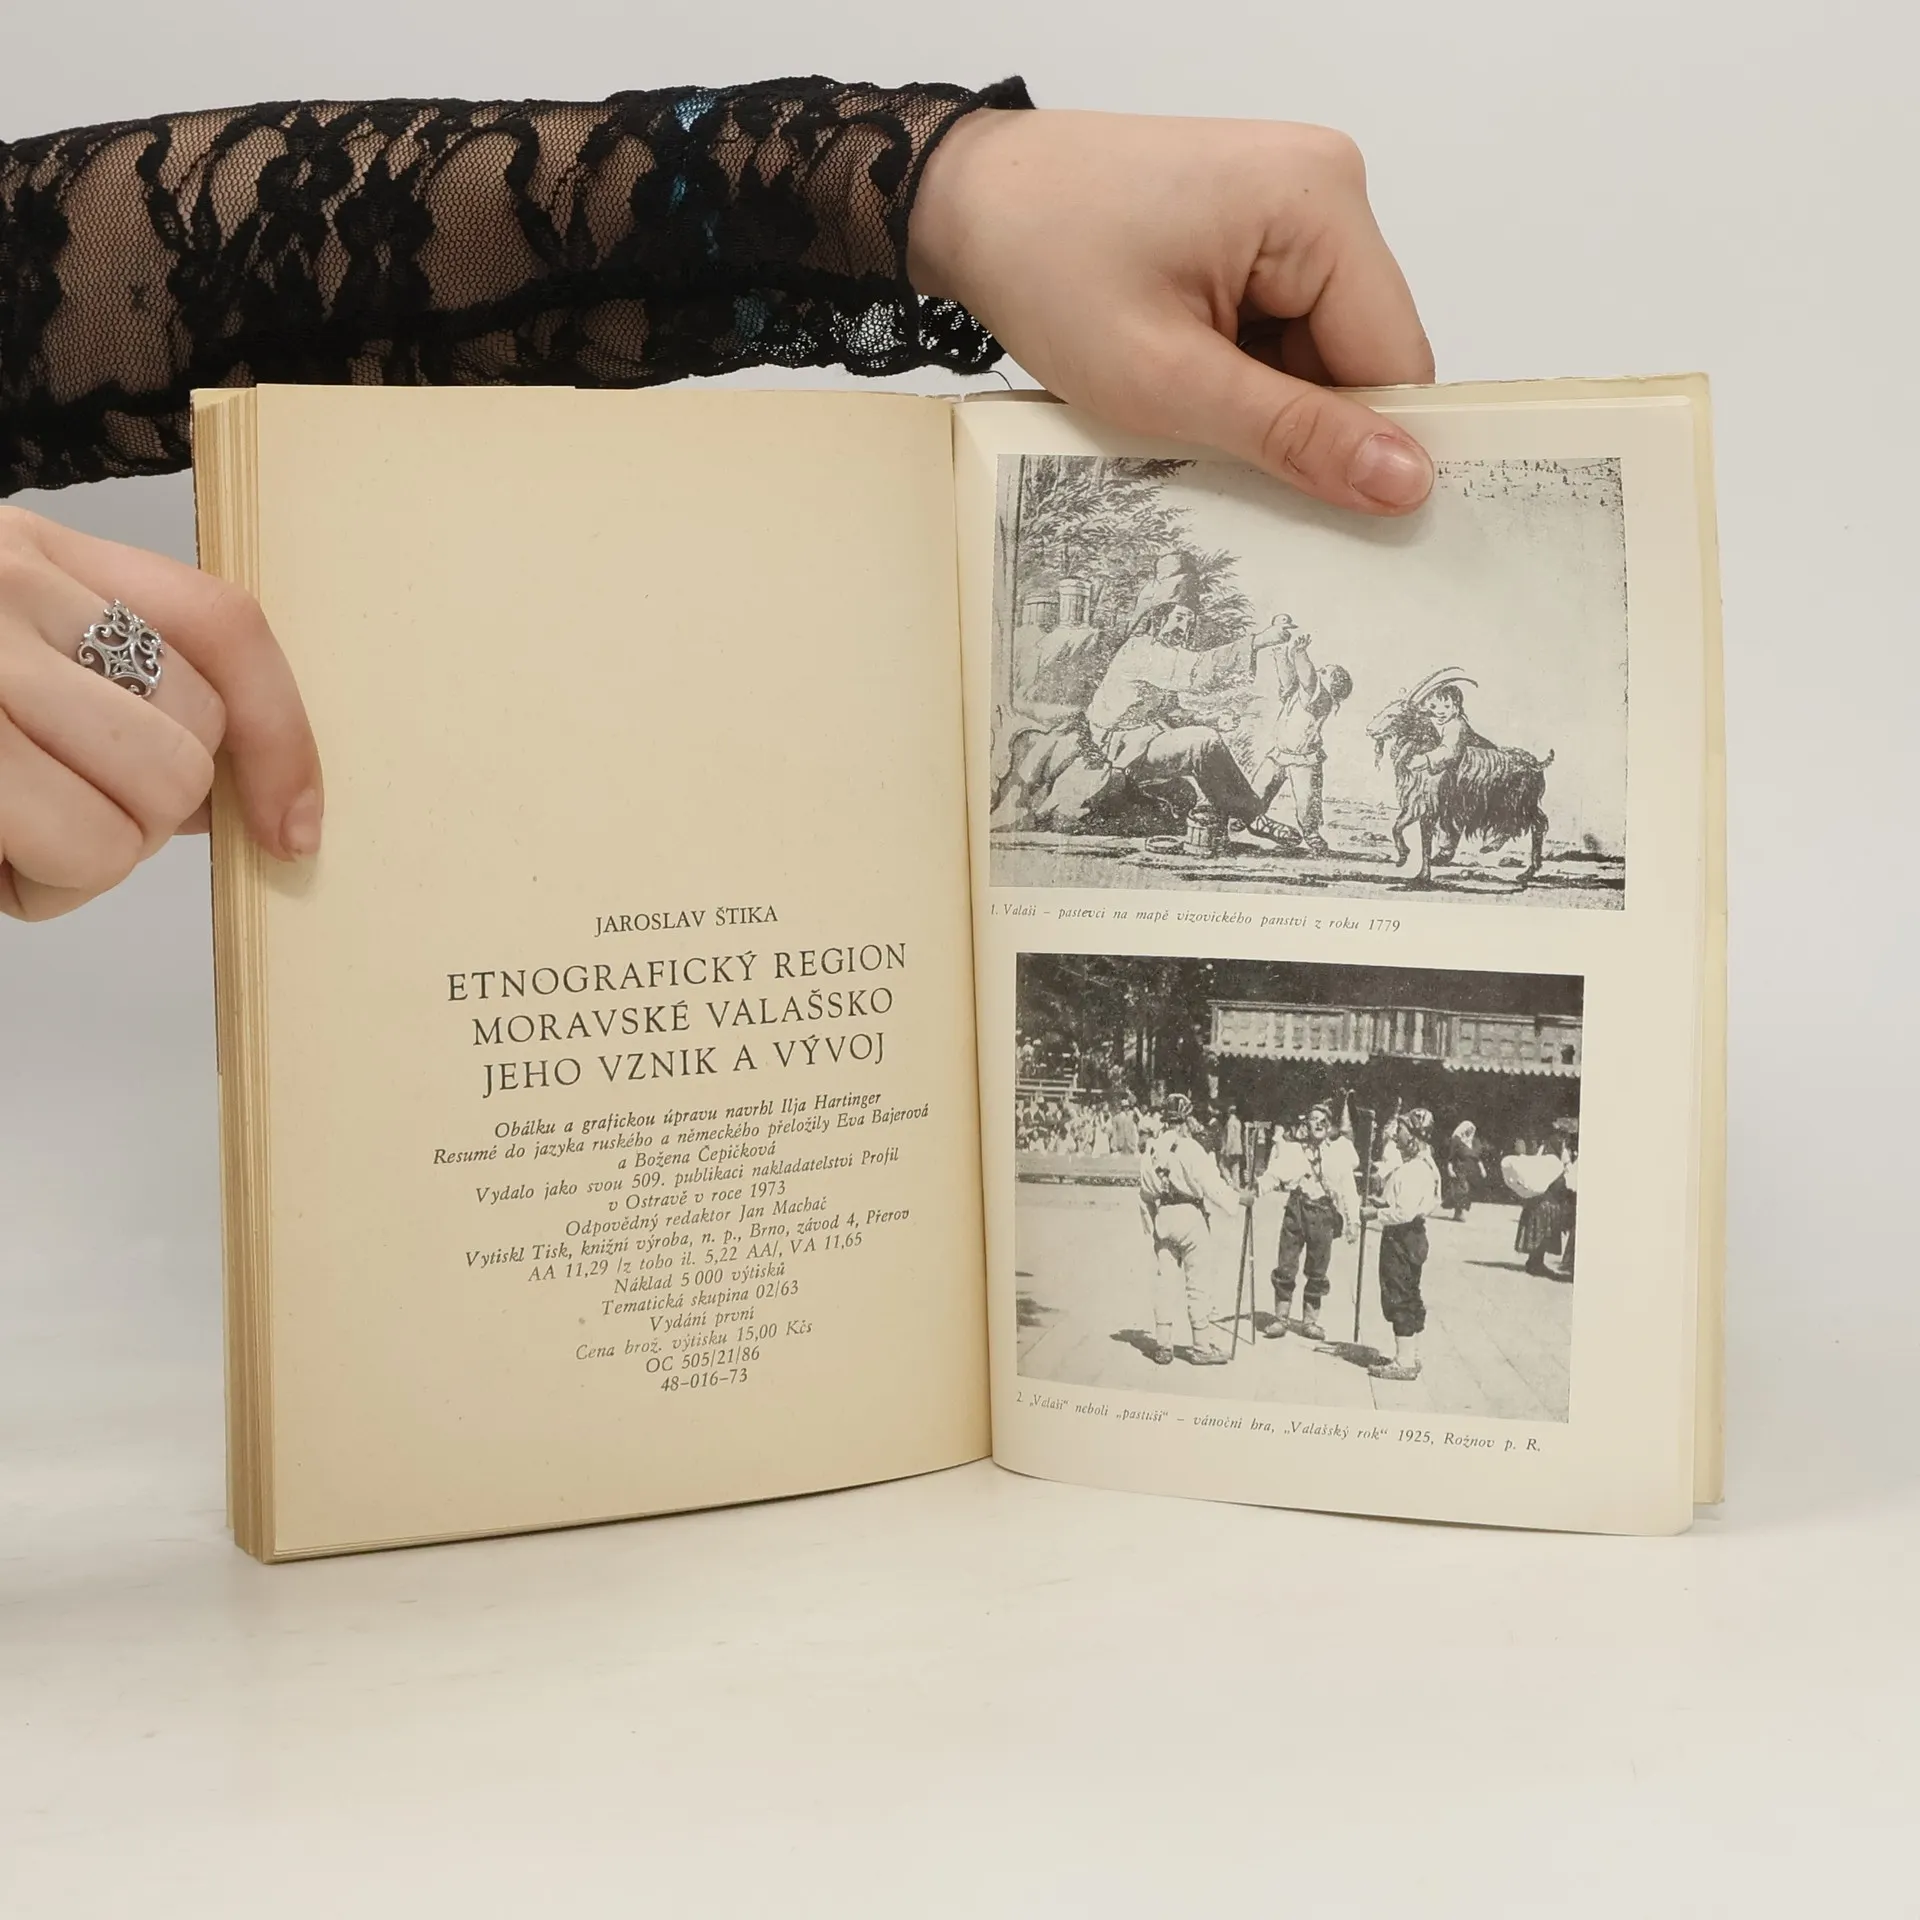 JAROSLAV ŠTIKA
ETNOGRAFICKÝ REGION
MORAVSKÉ VALAŠSKO
JEHO VZNIK A VÝVOJ
Obálku a grafickou úpravu navrhl Ilja Hartinger
Resumé do jazyka ruského a německého přeložily Eva Bajerová
a Božena Čepičková
Vydalo jako svou 509. publikaci nakladatelství Profil
v Ostravě v roce 1973
Odpovědný redaktor Jan Machač
Vytiskl Tisk, knižní výroba, n. p., Brno, závod 4, Přerov
AA 11,29 /z toho il. 5,22 AA/, VA 11,65
Náklad 5 000 výtisků
Tematická skupina 02/63
Vydání první
Cena brož. výtisku 15,00 Kčs
OC 505/21/86
48-016-73
1. Valaši – pastevci na mapě vizovického panství z roku 1779
2. „Valaši“ neboli „pastuši“ – vánoční hra, „Valašský rok“ 1925, Rožnov p. R.